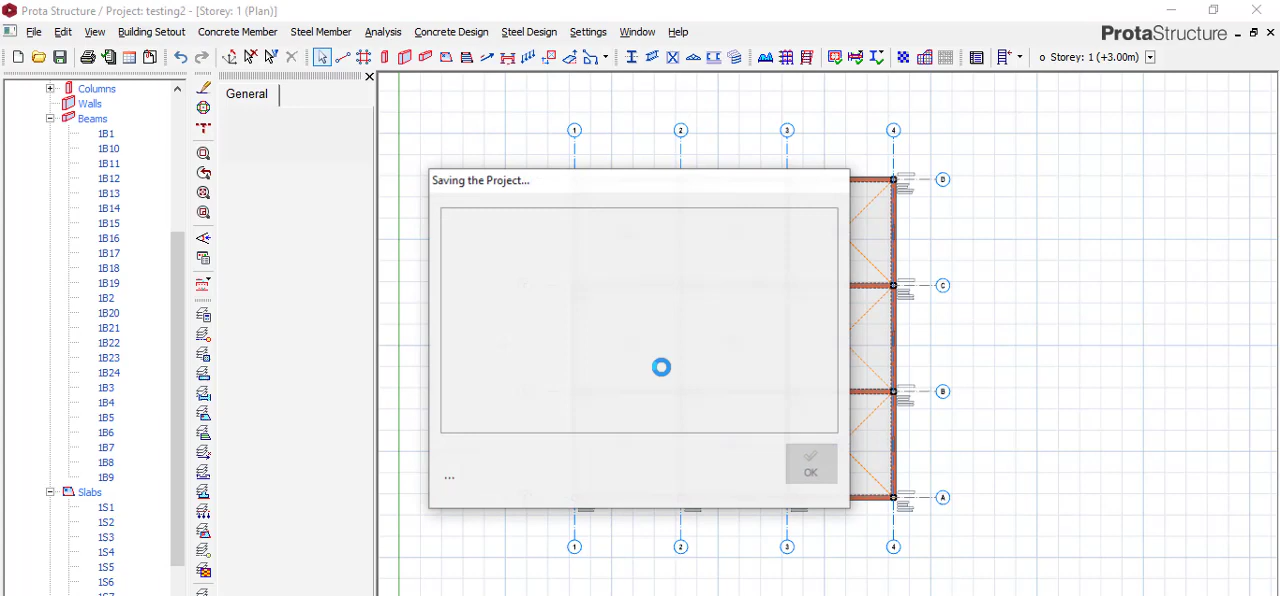 Prota Structure / Project: testing2 - [Storey: 1 (Plan)]
File Edit View Building Setout Concrete Member Steel Member Analysis Concrete Design Steel Design Settings Window Help
ProtaStructure
Storey: 1 (+3.00m)
Columns
Walls
Beams
1B1
1B10
1B11
1B12
1B13
1B14
1B15
1B16
1B17
1B18
1B19
1B2
1B20
1B21
1B22
1B23
1B24
1B3
1B4
1B5
1B6
1B7
1B8
1B9
Slabs
1S1
1S2
1S3
1S4
1S5
1S6
General
1 2 3 4
Saving the Project...
...
OK
D
C
B
A
1 2 3 4